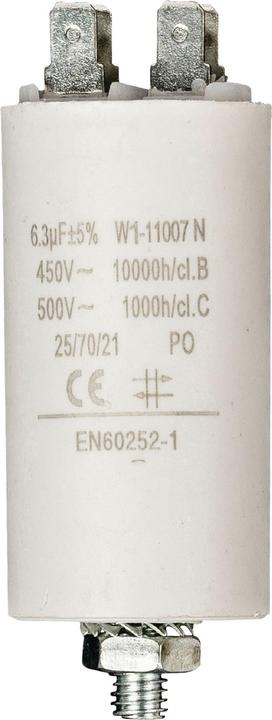 6.3µF±5% W1-11007 N
450V~ 10000h/cl.B
500V~ 1000h/cl.C
25/70/21 PO
CE
EN60252-1